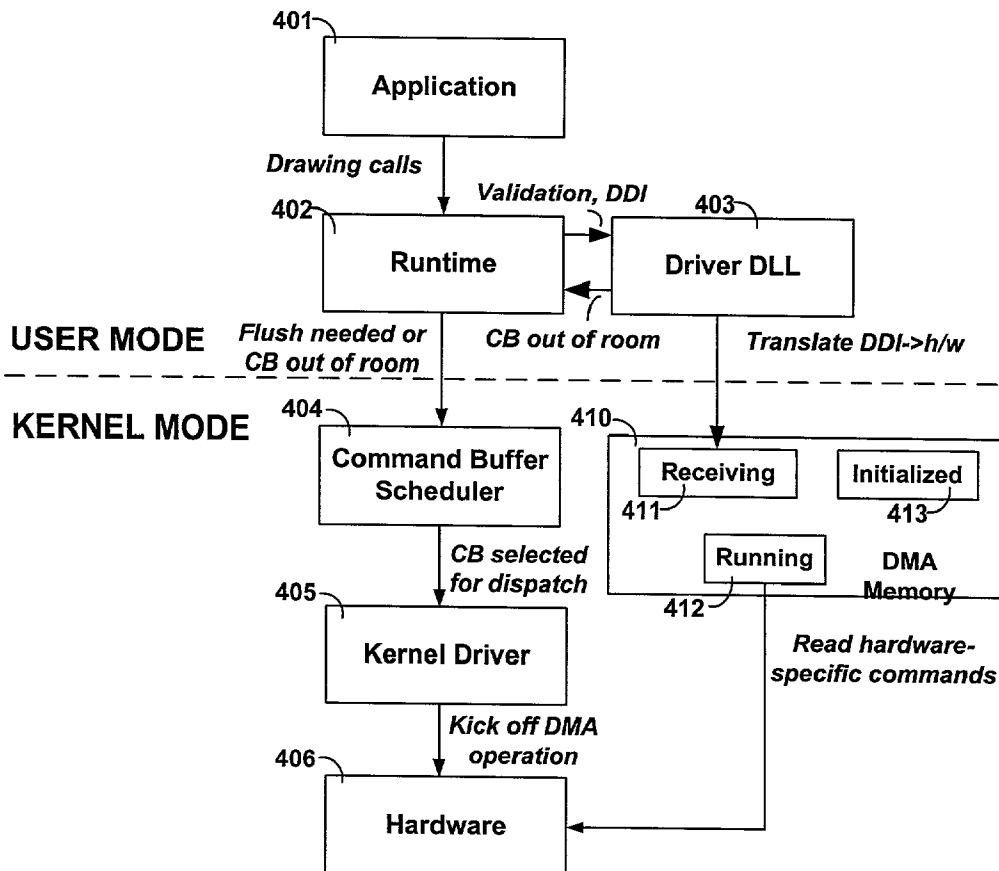 401
Application
Drawing calls
402
Validation, DDI
403
Runtime
Driver DLL
CB out of room
USER MODE
Flush needed or
CB out of room
Translate DDI->h/w
KERNEL MODE
404
Command Buffer
Scheduler
410
Receiving
411
Initialized
413
Running
412
DMA
Memory
CB selected
for dispatch
405
Kernel Driver
Read hardware-
specific commands
Kick off DMA
operation
406
Hardware